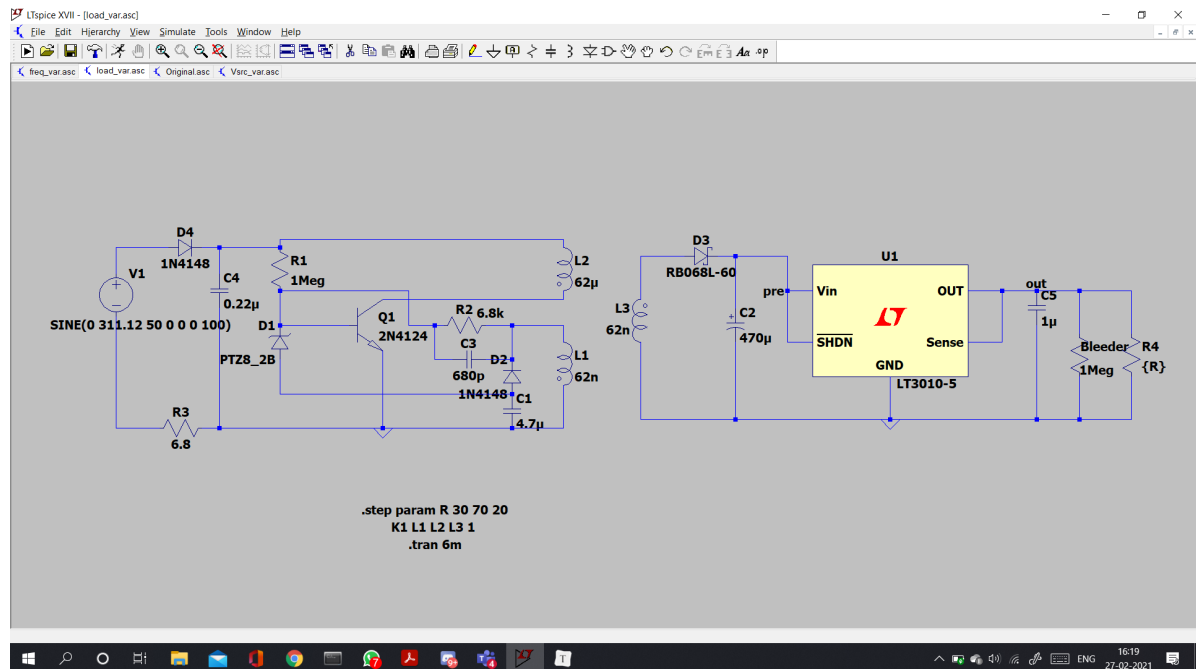 LTspice XVII - [load_var.asc]
File Edit Hierarchy View Simulate Tools Window Help
Aa .op
freq_var.asc load_var.asc Original.asc Vsrc_var.asc
D4
1N4148
V1
SINE(0 311.12 50 0 0 0 100)
C4
0.22µ
R1
1Meg
D1
PTZ8_2B
Q1
2N4124
R2 6.8k
C3
680p
D2
1N4148
C1
4.7µ
L2
62µ
L1
62n
R3
6.8
L3
62n
D3
RB068L-60
C2
470µ
pre
U1
Vin
OUT
SHDN
Sense
GND
LT3010-5
out
C5
1µ
Bleeder
1Meg
R4
{R}
.step param R 30 70 20
K1 L1 L2 L3 1
.tran 6m
ENG
16:19
27-02-2021